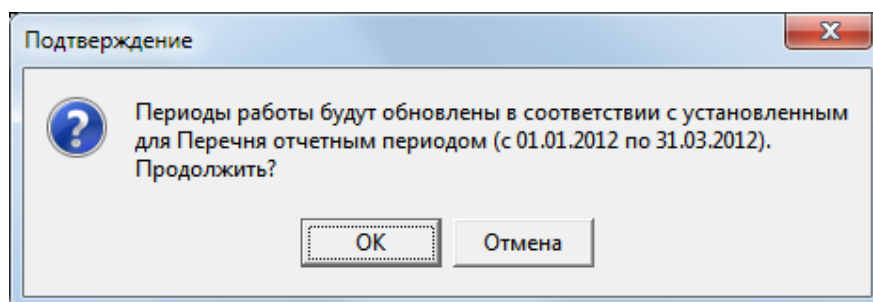 Подтверждение
Периоды работы будут обновлены в соответствии с установленным
для Перечня отчетным периодом (с 01.01.2012 по 31.03.2012).
Продолжить?
OK
Отмена